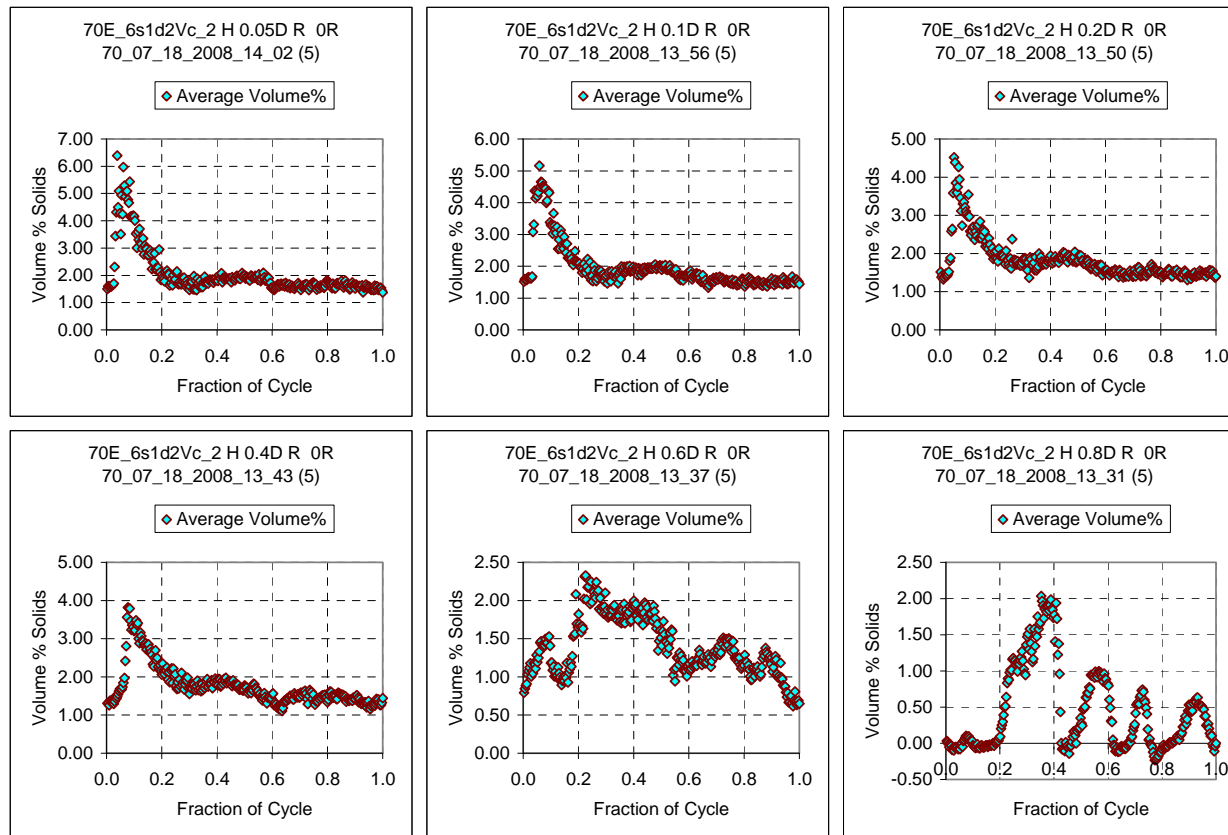 70E_6s1d2Vc_2 H 0.05D R 0R
70_07_18_2008_14_02 (5)
Average Volume%
7.00
6.00
5.00
4.00
3.00
2.00
1.00
0.00
Volume % Solids
0.0 0.2 0.4 0.6 0.8 1.0
Fraction of Cycle
70E_6s1d2Vc_2 H 0.1D R 0R
70_07_18_2008_13_56 (5)
Average Volume%
6.00
5.00
4.00
3.00
2.00
1.00
0.00
Volume % Solids
0.0 0.2 0.4 0.6 0.8 1.0
Fraction of Cycle
70E_6s1d2Vc_2 H 0.2D R 0R
70_07_18_2008_13_50 (5)
Average Volume%
5.00
4.00
3.00
2.00
1.00
0.00
Volume % Solids
0.0 0.2 0.4 0.6 0.8 1.0
Fraction of Cycle
70E_6s1d2Vc_2 H 0.4D R 0R
70_07_18_2008_13_43 (5)
Average Volume%
5.00
4.00
3.00
2.00
1.00
0.00
Volume % Solids
0.0 0.2 0.4 0.6 0.8 1.0
Fraction of Cycle
70E_6s1d2Vc_2 H 0.6D R 0R
70_07_18_2008_13_37 (5)
Average Volume%
2.50
2.00
1.50
1.00
0.50
0.00
Volume % Solids
0.0 0.2 0.4 0.6 0.8 1.0
Fraction of Cycle
70E_6s1d2Vc_2 H 0.8D R 0R
70_07_18_2008_13_31 (5)
Average Volume%
2.50
2.00
1.50
1.00
0.50
0.00
-0.50
Volume % Solids
0.0 0.2 0.4 0.6 0.8 1.0
Fraction of Cycle